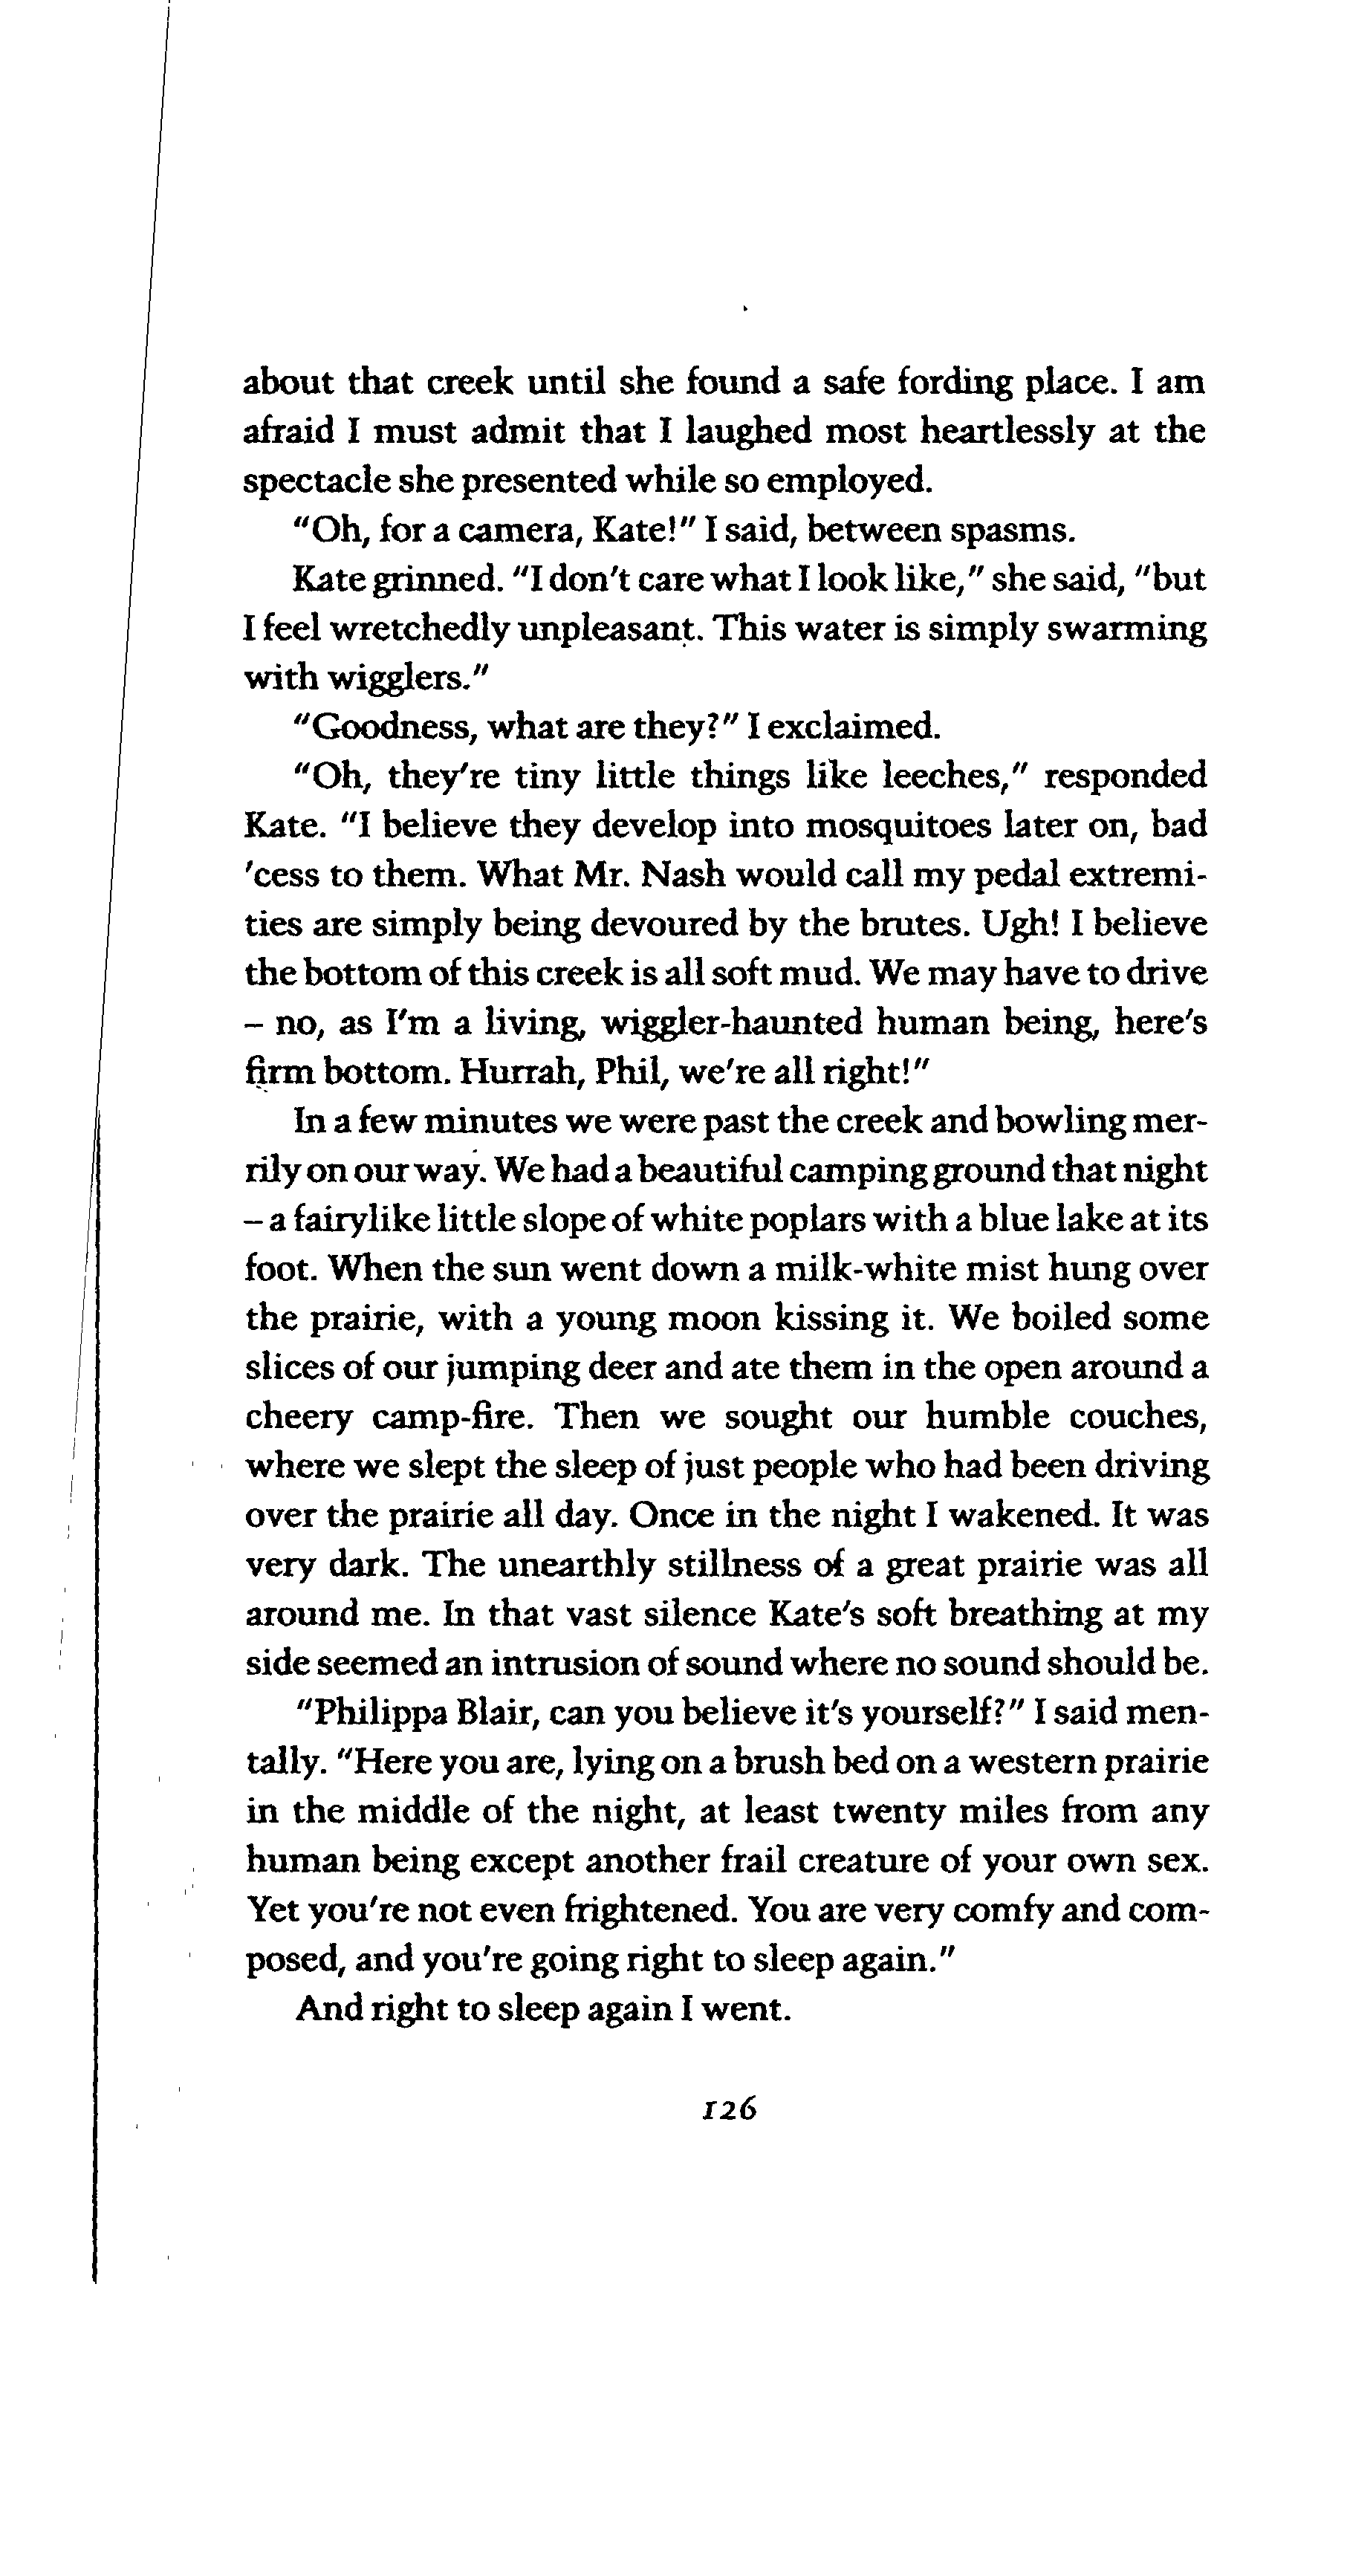 about that creek until she found a safe fording place. I am
afraid I must admit that I laughed most heartlessly at the
spectacle she presented while so employed.
"Oh, for a camera, Kate!" I said, between spasms.
Kate grinned. "I don't care what I look like," she said, "but
I feel wretchedly unpleasant. This water is simply swarming
with wigglers."
"Goodness, what are they?" I exclaimed.
"Oh, they're tiny little things like leeches," responded
Kate. "I believe they develop into mosquitoes later on, bad
'cess to them. What Mr. Nash would call my pedal extremi-
ties are simply being devoured by the brutes. Ugh! I believe
the bottom of this creek is all soft mud. We may have to drive
– no, as I'm a living, wiggler-haunted human being, here's
firm bottom. Hurrah, Phil, we're all right!"
In a few minutes we were past the creek and bowling mer-
rily on our way. We had a beautiful camping ground that night
– a fairylike little slope of white poplars with a blue lake at its
foot. When the sun went down a milk-white mist hung over
the prairie, with a young moon kissing it. We boiled some
slices of our jumping deer and ate them in the open around a
cheery camp-fire. Then we sought our humble couches,
where we slept the sleep of just people who had been driving
over the prairie all day. Once in the night I wakened. It was
very dark. The unearthly stillness of a great prairie was all
around me. In that vast silence Kate's soft breathing at my
side seemed an intrusion of sound where no sound should be.
"Philippa Blair, can you believe it's yourself?" I said men-
tally. "Here you are, lying on a brush bed on a western prairie
in the middle of the night, at least twenty miles from any
human being except another frail creature of your own sex.
Yet you're not even frightened. You are very comfy and com-
posed, and you're going right to sleep again."
And right to sleep again I went.
126